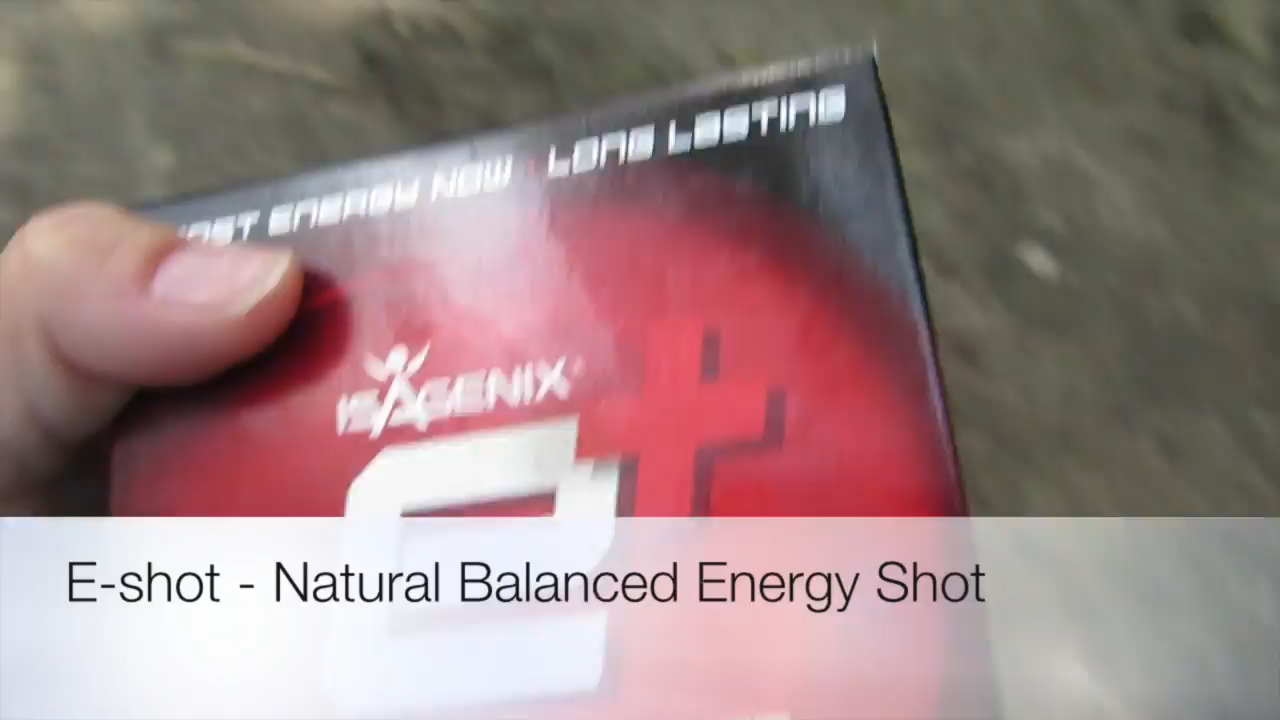 ENERGY NOW · LONG LASTING
ISAGENIX
e+
E-shot - Natural Balanced Energy Shot